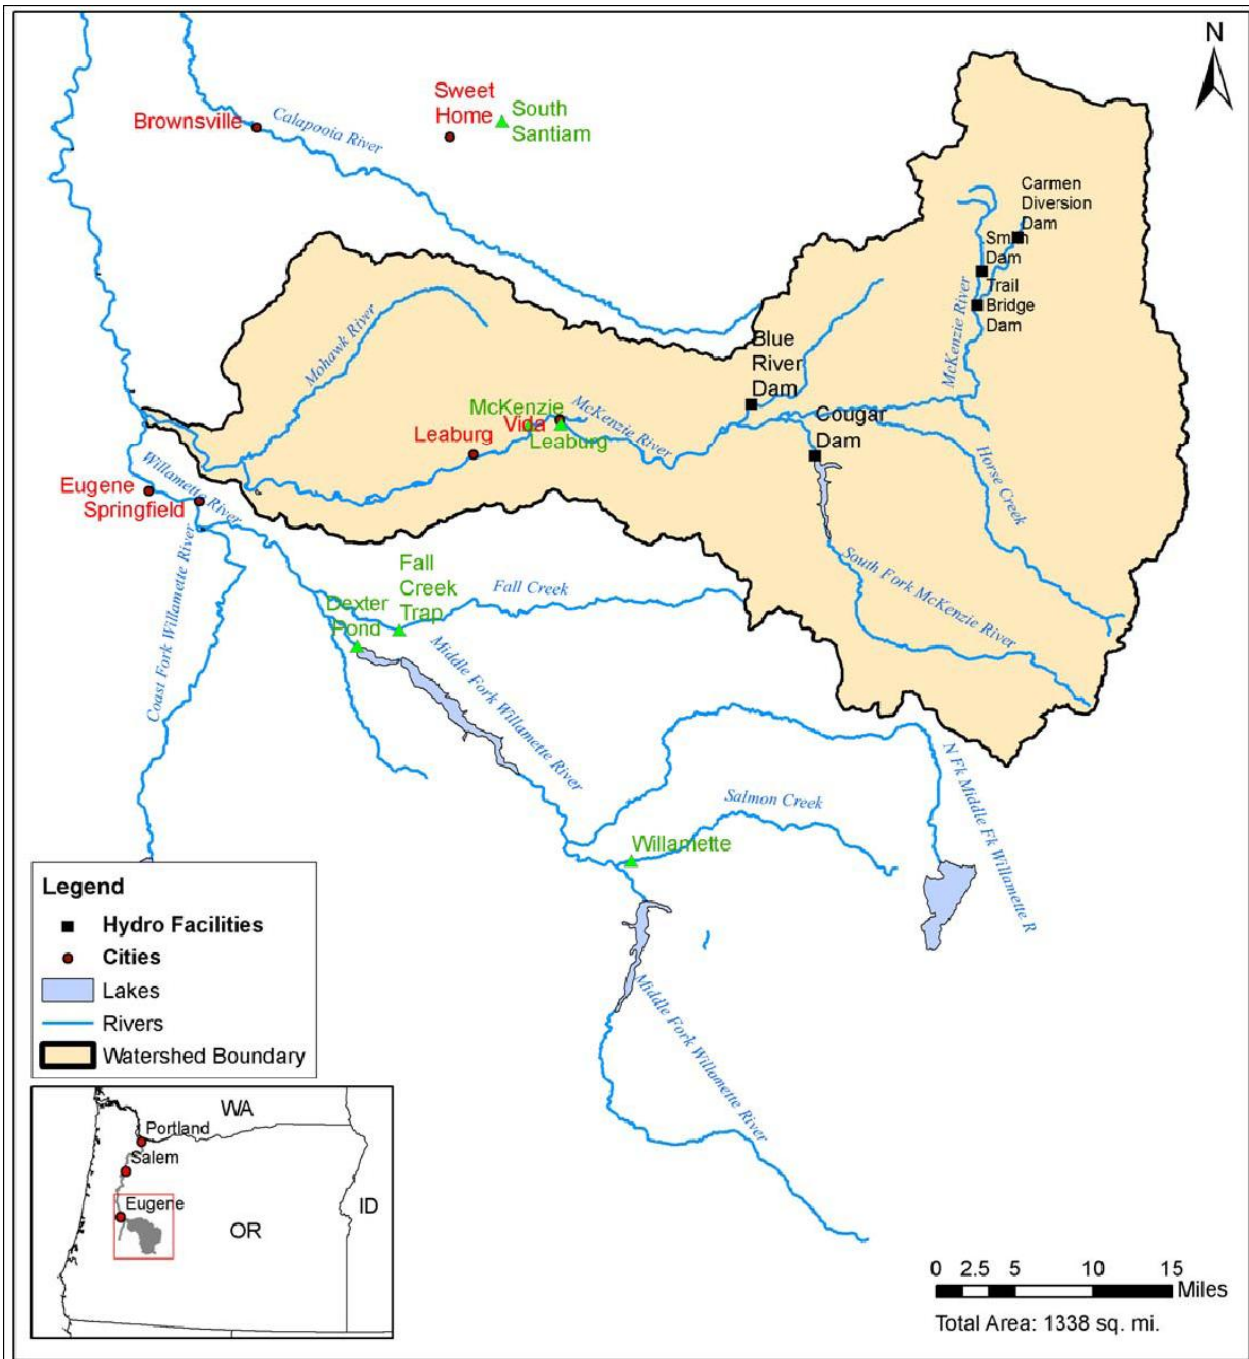 N
Sweet
Home
South
Santiam
Brownsville
Calapooia River
Carmen
Diversion
Dam
Smith
Dam
Trail
Bridge
Dam
McKenzie River
Mohawk River
Blue
River
Dam
McKenzie
Vida
Leaburg
McKenzie River
Leaburg
Cougar
Dam
Horse Creek
Eugene
Springfield
Willamette River
South Fork McKenzie River
Coast Fork Willamette River
Fall
Creek
Trap
Fall Creek
Dexter
Pond
Middle Fork Willamette River
N Fk Middle Fk Willamette R
Salmon Creek
Willamette
Middle Fork Willamette River
Legend
Hydro Facilities
Cities
Lakes
Rivers
Watershed Boundary
WA
Portland
Salem
Eugene
OR
ID
0 2.5 5 10 15
Miles
Total Area: 1338 sq. mi.